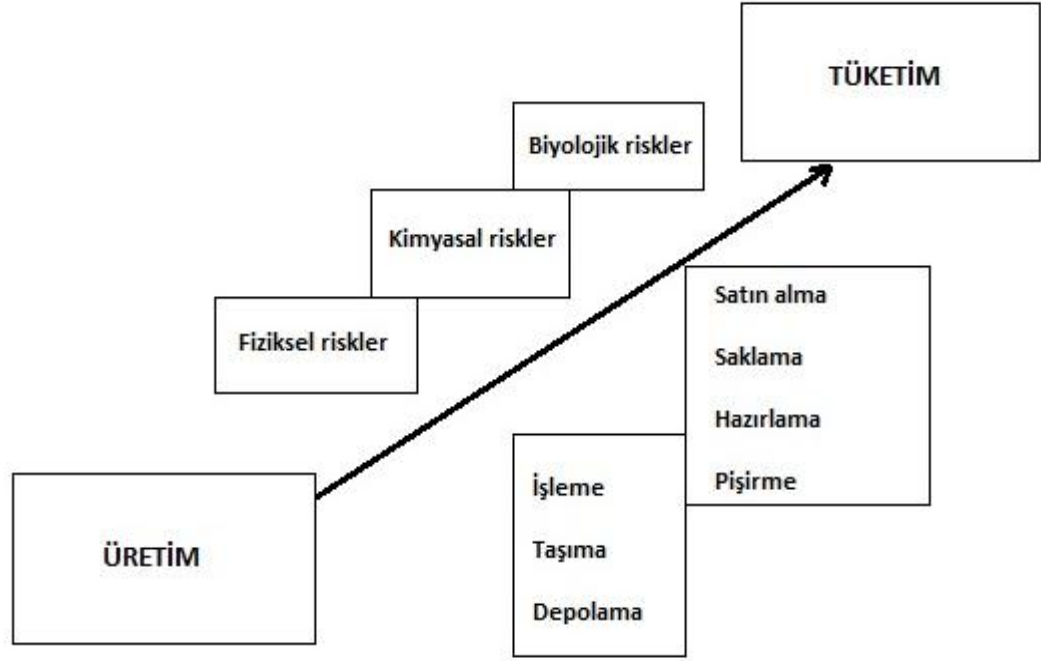 TÜKETİM
Biyolojik riskler
Kimyasal riskler
Satın alma
Fiziksel riskler
Saklama
Hazırlama
Pişirme
İşleme
ÜRETİM
Taşıma
Depolama